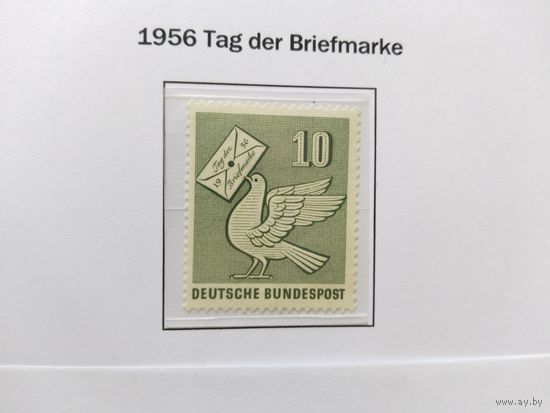 1956 Tag der Briefmarke
10
19 56
Tag der
Briefmarke
DEUTSCHE BUNDESPOST
www.ay.by